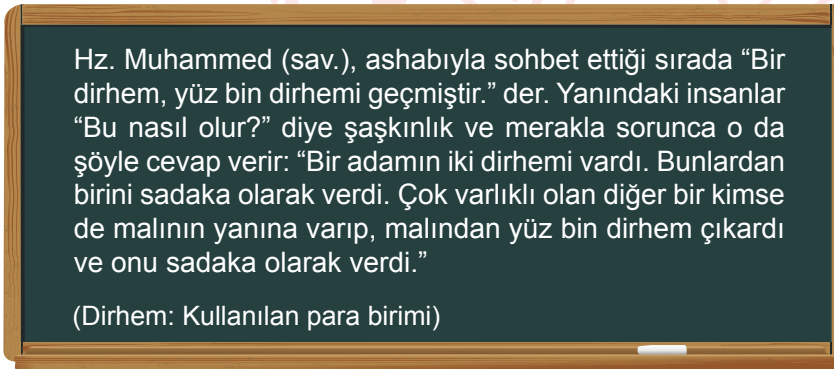 Hz. Muhammed (sav.), ashabıyla sohbet ettiği sırada “Bir
dirhem, yüz bin dirhemi geçmiştir.” der. Yanındaki insanlar
“Bu nasıl olur?” diye şaşkınlık ve merakla sorunca o da
şöyle cevap verir: “Bir adamın iki dirhemi vardı. Bunlardan
birini sadaka olarak verdi. Çok varlıklı olan diğer bir kimse
de malının yanına varıp, malından yüz bin dirhem çıkardı
ve onu sadaka olarak verdi.”
(Dirhem: Kullanılan para birimi)